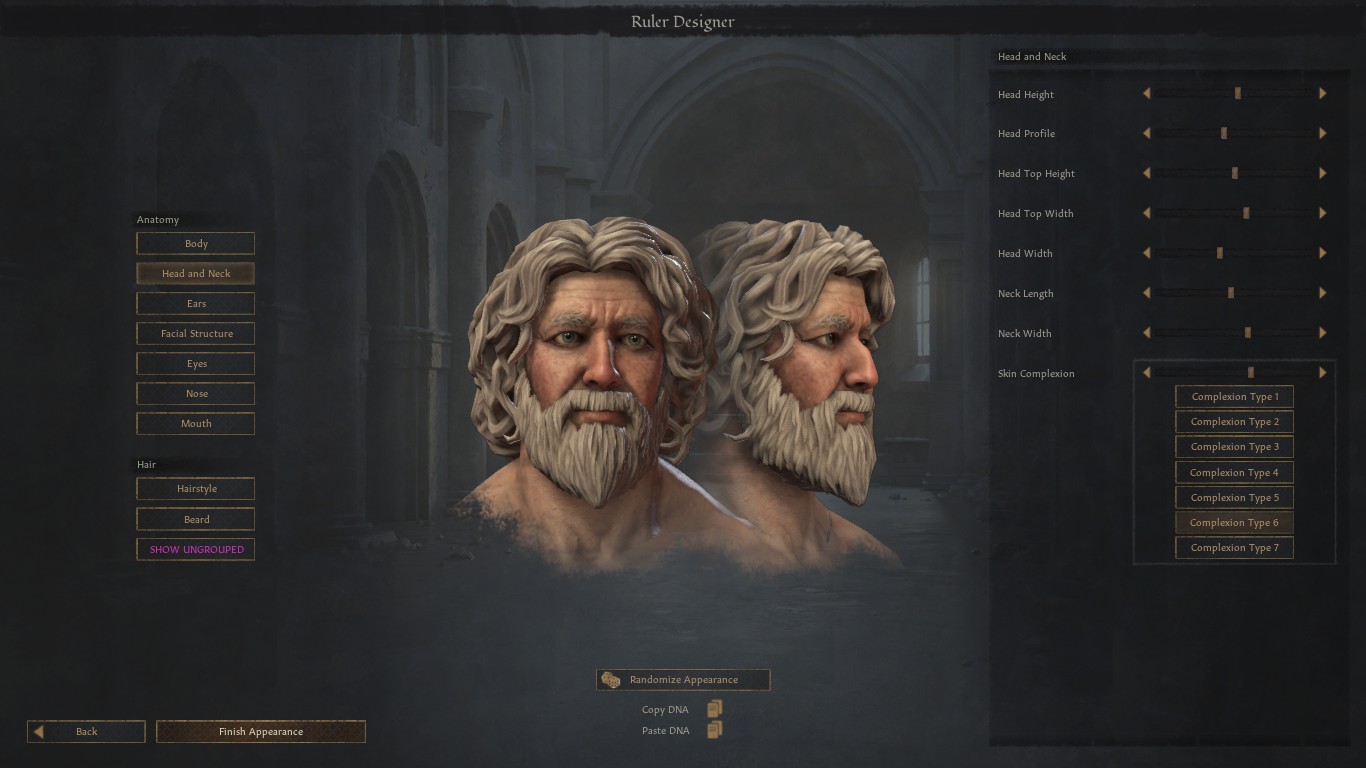 Ruler Designer
Anatomy
Body
Head and Neck
Ears
Facial Structure
Eyes
Nose
Mouth
Hair
Hairstyle
Beard
SHOW UNGROUPED
Back
Finish Appearance
Randomize Appearance
Copy DNA
Paste DNA
Head and Neck
Head Height
Head Profile
Head Top Height
Head Top Width
Head Width
Neck Length
Neck Width
Skin Complexion
Complexion Type 1
Complexion Type 2
Complexion Type 3
Complexion Type 4
Complexion Type 5
Complexion Type 6
Complexion Type 7